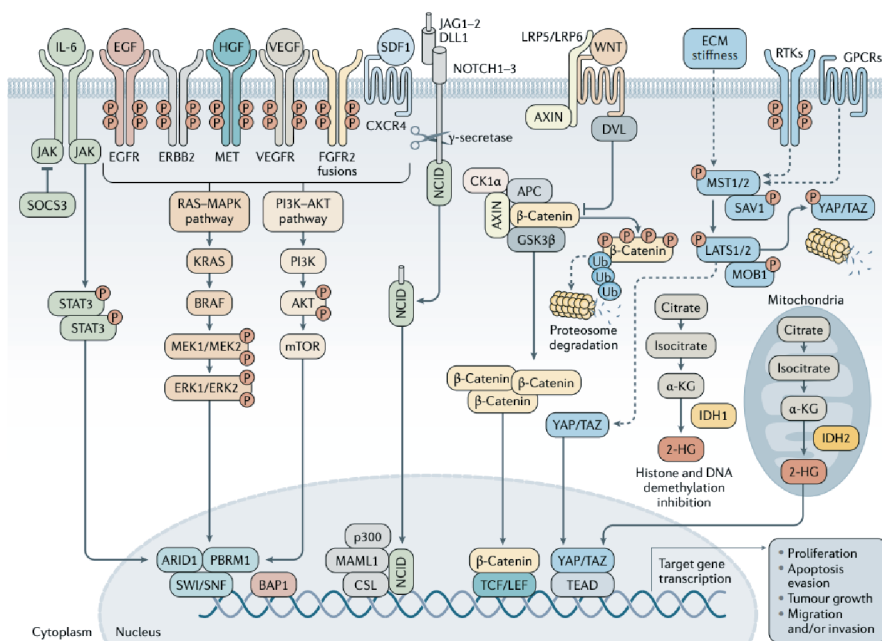 IL-6
EGF
HGF
VEGF
SDF1
JAG1–2
DLL1
NOTCH1–3
LRP5/LRP6
WNT
ECM
stiffness
RTKs
GPCRs
P P
P P
P P
P P
P P
P P
P P
P P
P P
P P
P P
P P
JAK
JAK
EGFR
ERBB2
MET
VEGFR
FGFR2
fusions
CXCR4
γ-secretase
AXIN
DVL
SOCS3
RAS–MAPK
pathway
PI3K–AKT
pathway
NCID
CK1α
APC
AXIN
β-Catenin
GSK3β
P
MST1/2
SAV1
P
P
YAP/TAZ
P
LATS1/2
MOB1
P
KRAS
PI3K
P P P P
β-Catenin
Ub
Ub
Ub
Proteosome
degradation
STAT3
P
STAT3
P
BRAF
AKT
P
P
MEK1/MEK2
P
P
mTOR
ERK1/ERK2
P
P
NCID
Citrate
Isocitrate
α-KG
IDH1
2-HG
Histone and DNA
demethylation
inhibition
Mitochondria
Citrate
Isocitrate
α-KG
IDH2
2-HG
β-Catenin
β-Catenin
β-Catenin
YAP/TAZ
ARID1
PBRM1
SWI/SNF
BAP1
p300
MAML1
CSL
NCID
β-Catenin
TCF/LEF
YAP/TAZ
TEAD
Target gene
transcription
• Proliferation
• Apoptosis
evasion
• Tumour growth
• Migration
and/or invasion
Cytoplasm
Nucleus